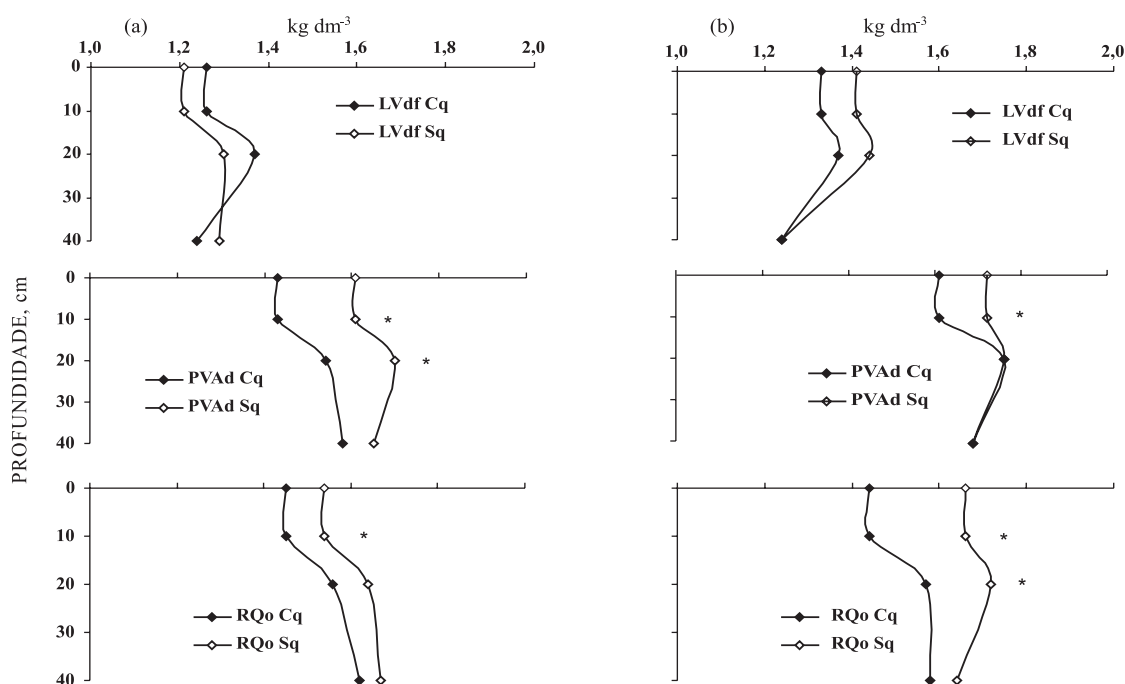 (a) kg dm-3
1,0 1,2 1,4 1,6 1,8 2,0
0
10
20
30
40
LVdf Cq
LVdf Sq
0
10
20
30
40
PVAd Cq
PVAd Sq
*
*
0
10
20
30
40
RQo Cq
RQo Sq
*
PROFUNDIDADE, cm
(b) kg dm-3
1,0 1,2 1,4 1,6 1,8 2,0
LVdf Cq
LVdf Sq
PVAd Cq
PVAd Sq
*
RQo Cq
RQo Sq
*
*